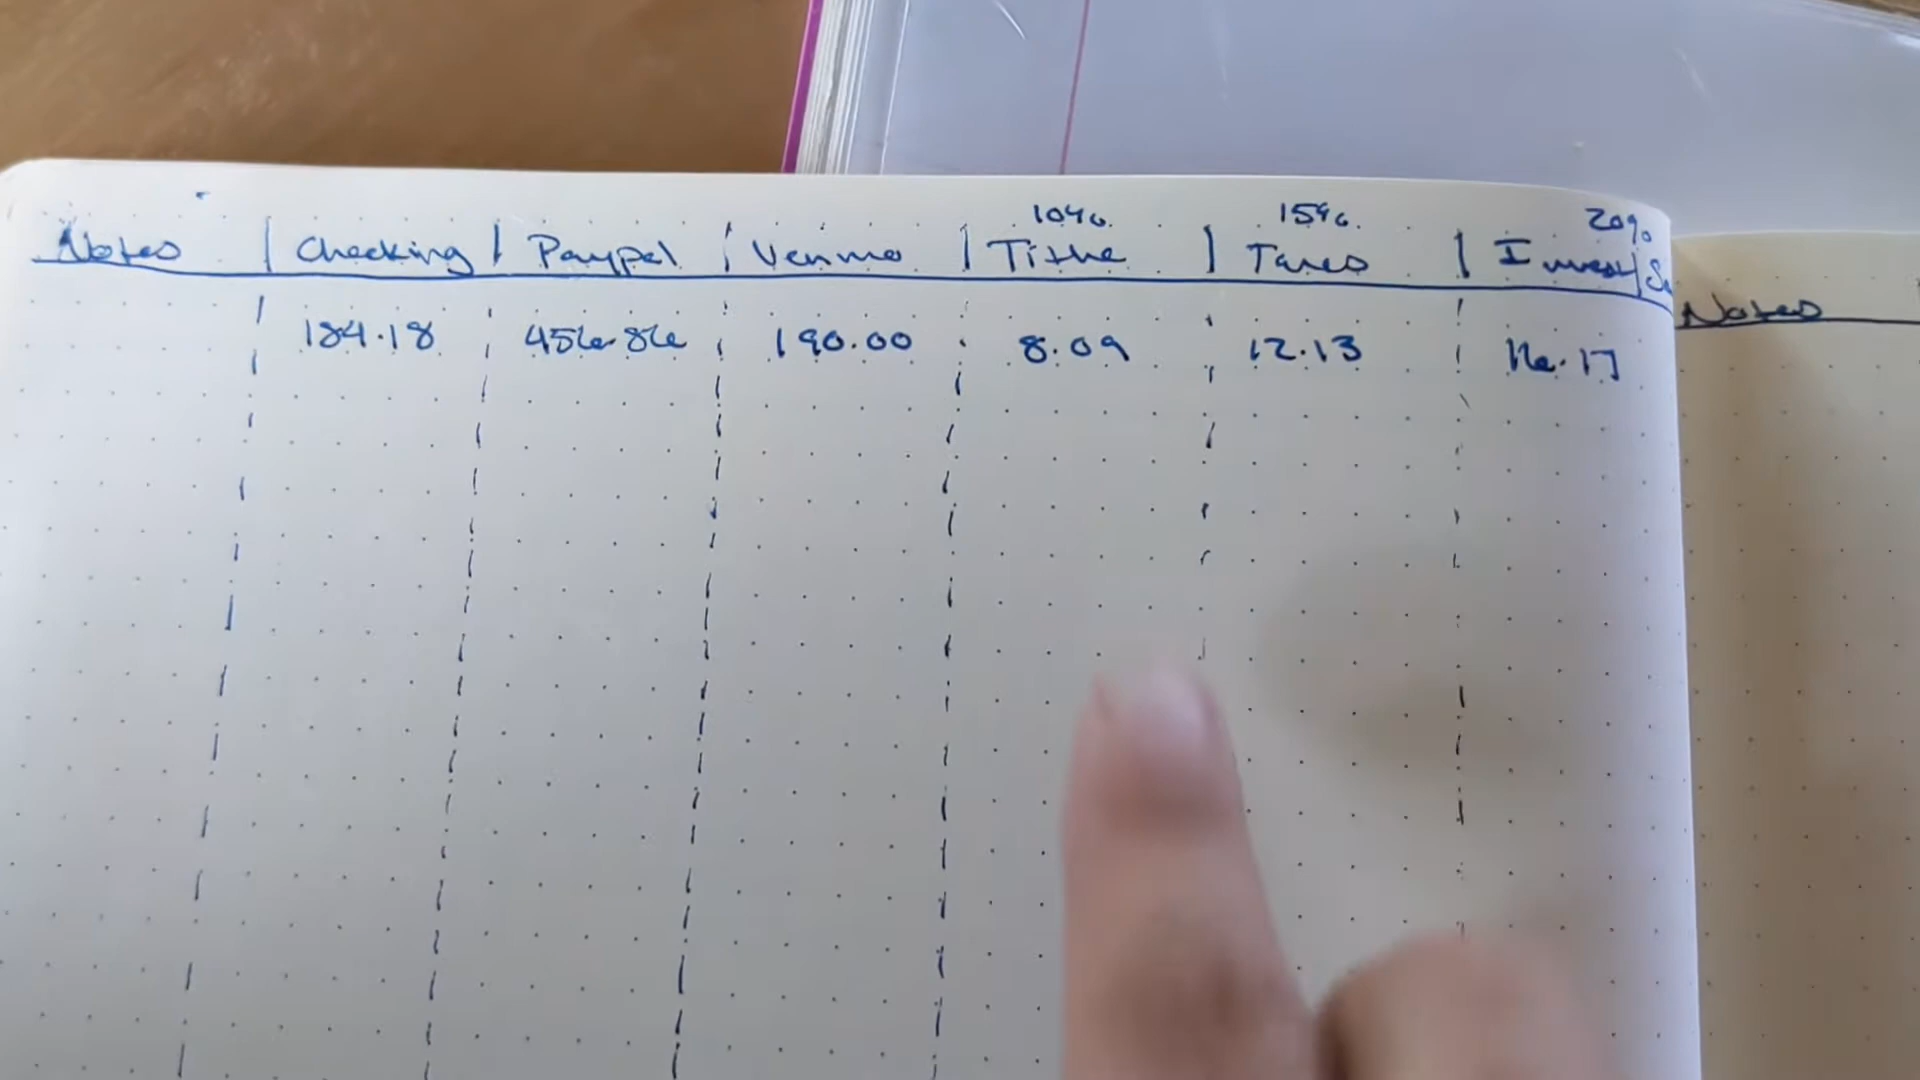 10% 15% 20%
Notes | Checking | Paypal | Venmo | Tithe | Taxes | Invest/
184.18 456.86 190.00 8.09 12.13 16.17
Notes